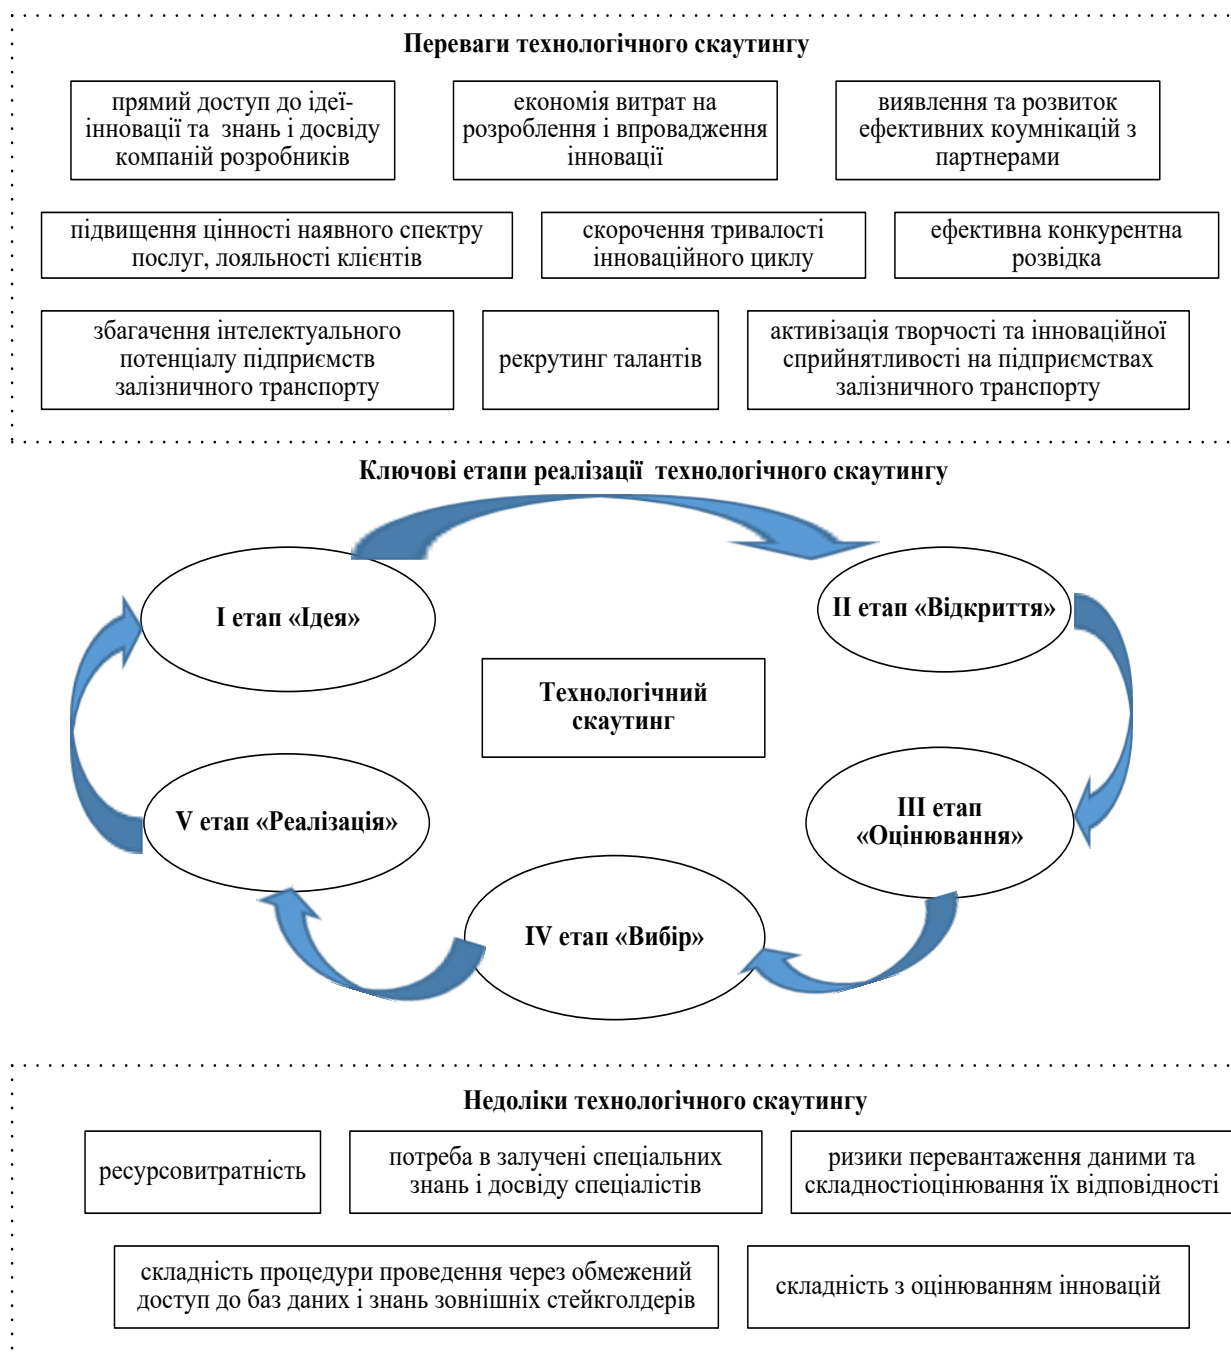 Переваги технологічного скаутингу
прямий доступ до ідеї-
інновації та знань і досвіду
компаній розробників
економія витрат на
розроблення і впровадження
інновації
виявлення та розвиток
ефективних коумнікацій з
партнерами
підвищення цінності наявного спектру
послуг, лояльності клієнтів
скорочення тривалості
інноваційного циклу
ефективна конкурентна
розвідка
збагачення інтелектуального
потенціалу підприємств
залізничного транспорту
рекрутинг талантів
активізація творчості та інноваційної
сприйнятливості на підприємствах
залізничного транспорту
Ключові етапи реалізації технологічного скаутингу
І етап «Ідея»
ІІ етап «Відкриття»
Технологічний
скаутинг
ІІІ етап
«Оцінювання»
IV етап «Вибір»
V етап «Реалізація»
Недоліки технологічного скаутингу
ресурсовитратність
потреба в залучені спеціальних
знань і досвіду спеціалістів
ризики перевантаження даними та
складностіоцінювання їх відповідності
складність процедури проведення через обмежений
доступ до баз даних і знань зовнішніх стейкголдерів
складність з оцінюванням інновацій